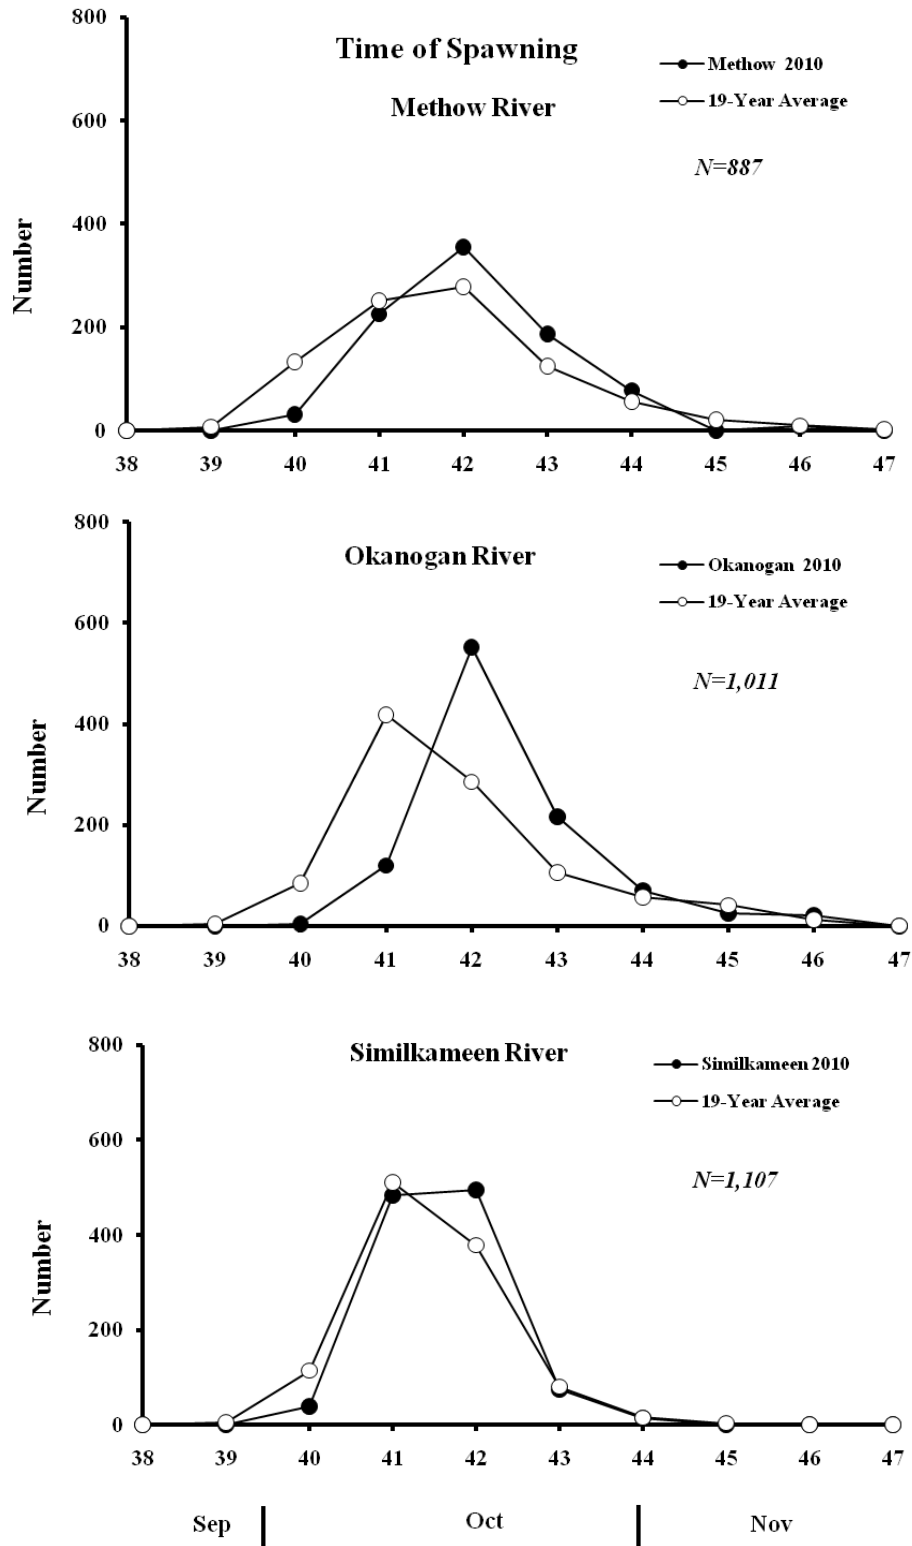 Time of Spawning
Methow River
Methow 2010
19-Year Average
N=887
Number
800
600
400
200
0
38 39 40 41 42 43 44 45 46 47
Okanogan River
Okanogan 2010
19-Year Average
N=1,011
Number
800
600
400
200
0
38 39 40 41 42 43 44 45 46 47
Similkameen River
Similkameen 2010
19-Year Average
N=1,107
Number
800
600
400
200
0
38 39 40 41 42 43 44 45 46 47
Sep Oct Nov